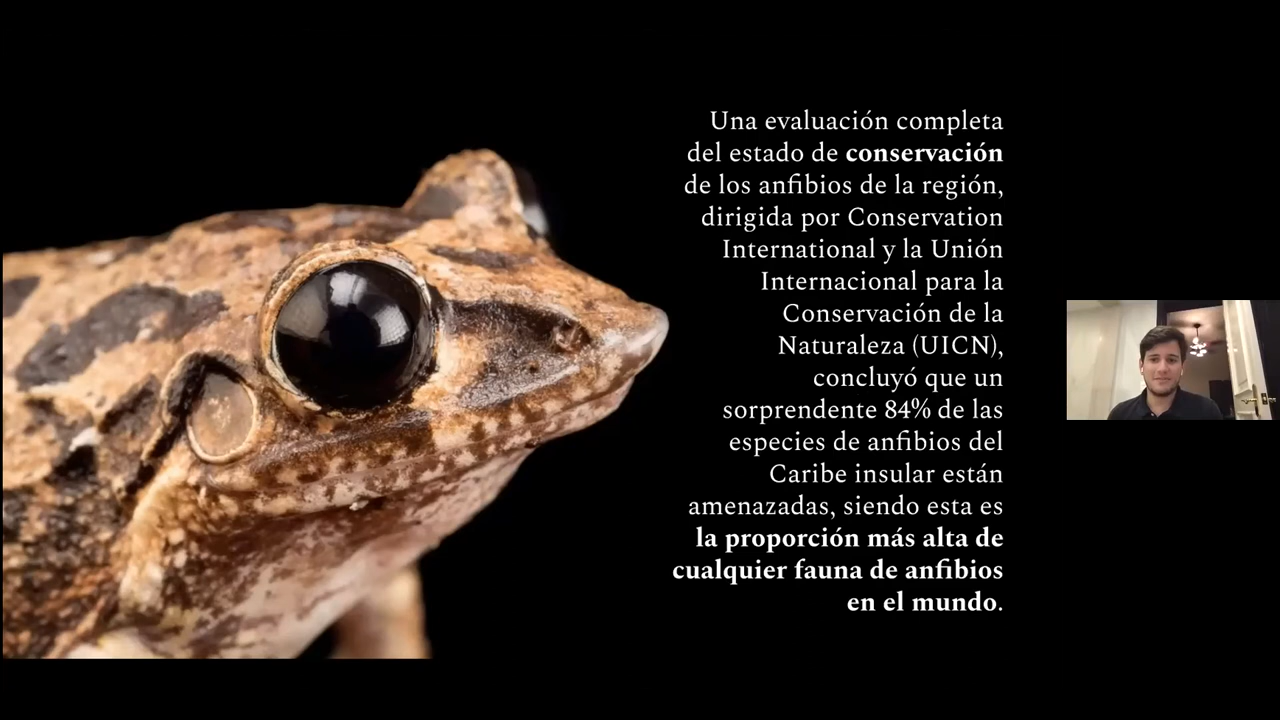 Una evaluación completa
del estado de conservación
de los anfibios de la región,
dirigida por Conservation
International y la Unión
Internacional para la
Conservación de la
Naturaleza (UICN),
concluyó que un
sorprendente 84% de las
especies de anfibios del
Caribe insular están
amenazadas, siendo esta es
la proporción más alta de
cualquier fauna de anfibios
en el mundo.